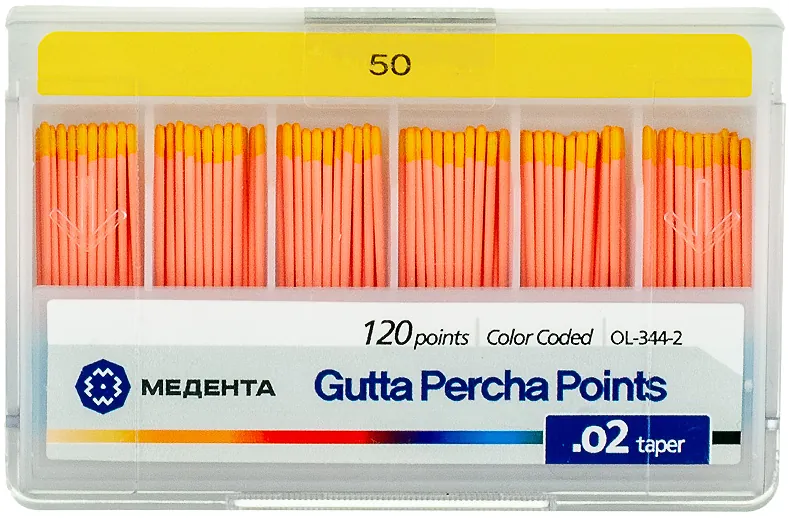 50
120 points Color Coded OL-344-2
МЕДЕНТА Gutta Percha Points
.02 taper